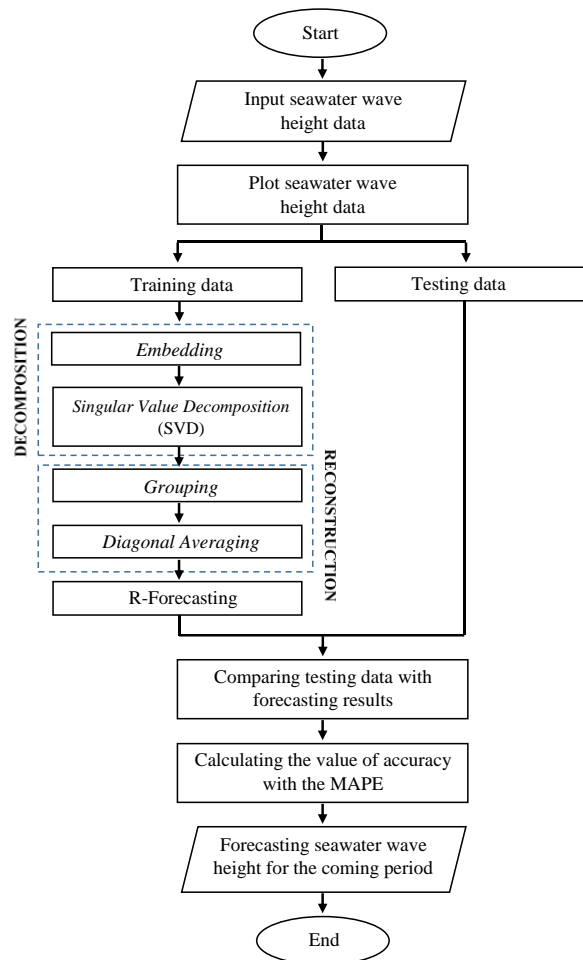 Start
Input seawater wave
height data
Plot seawater wave
height data
Training data
Testing data
DECOMPOSITION
Embedding
Singular Value Decomposition
(SVD)
RECONSTRUCTION
Grouping
Diagonal Averaging
R-Forecasting
Comparing testing data with
forecasting results
Calculating the value of accuracy
with the MAPE
Forecasting seawater wave
height for the coming period
End